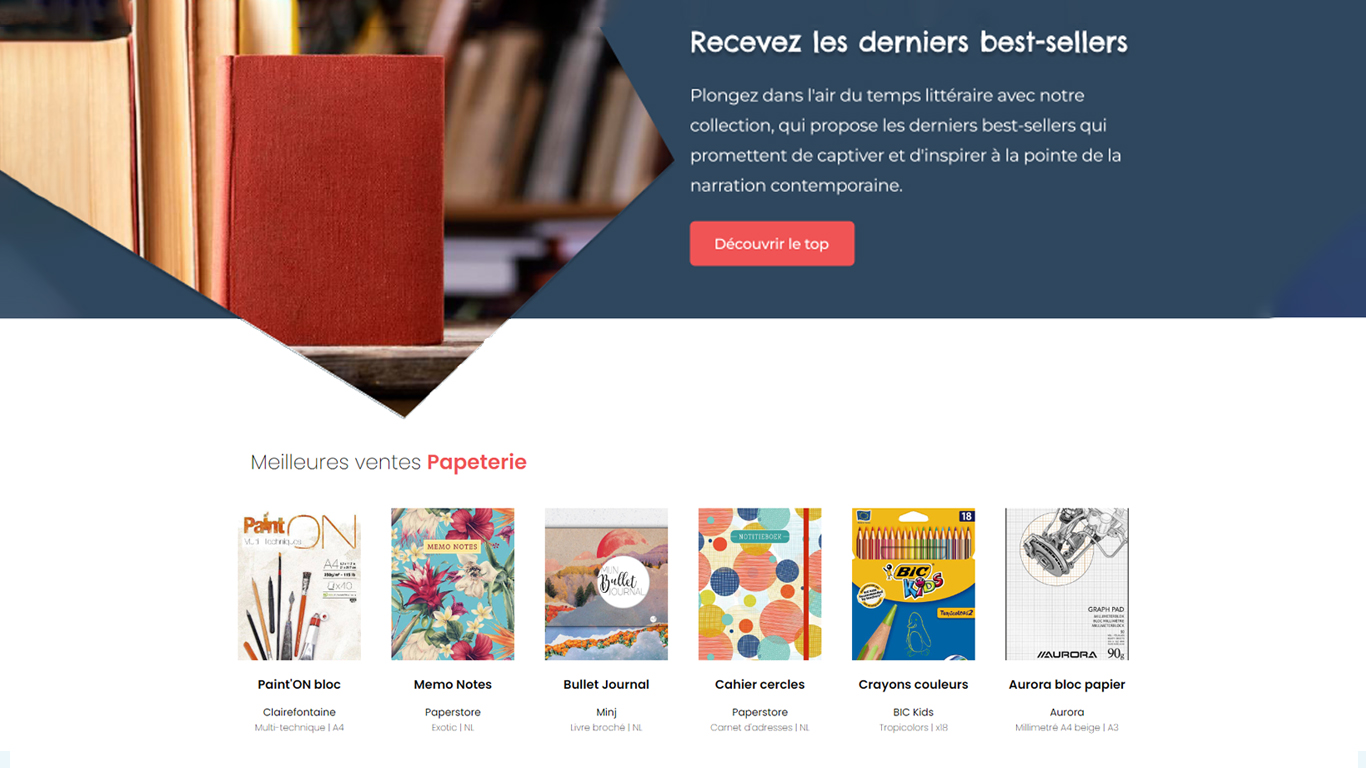 Recevez les derniers best-sellers
Plongez dans l'air du temps littéraire avec notre
collection, qui propose les derniers best-sellers qui
promettent de captiver et d'inspirer à la pointe de la
narration contemporaine.
Découvrir le top
Meilleures ventes Papeterie
Paint ON
Multi Techniques
A4
x40
MEMO NOTES
MIJN
Bullet
JOURNAL
NOTITIEBOEK
18
BIC
KIDS
Tropicolors 2
GRAPH PAD
//AURORA 90g
Paint'ON bloc
Clairefontaine
Multi-technique | A4
Memo Notes
Paperstore
Exotic | NL
Bullet Journal
Minj
Livre broché | NL
Cahier cercles
Paperstore
Carnet d'adresses | NL
Crayons couleurs
BIC Kids
Tropicolors | x18
Aurora bloc papier
Aurora
Millimetré A4 beige | A3